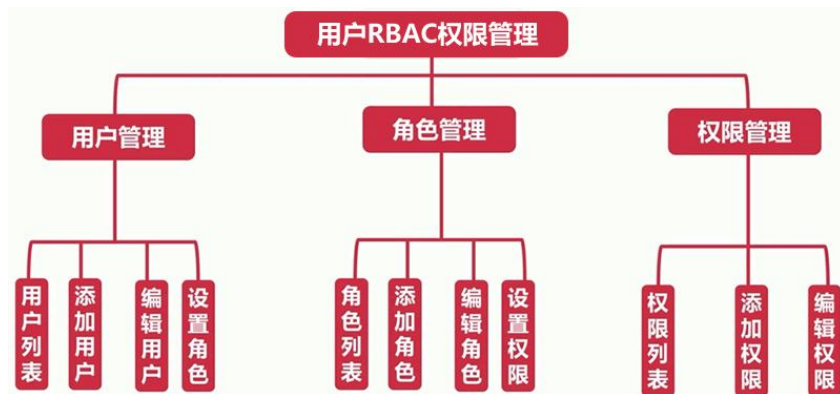 用户RBAC权限管理
用户管理
角色管理
权限管理
用户列表
添加用户
编辑用户
设置角色
角色列表
添加角色
编辑角色
设置权限
权限列表
添加权限
编辑权限